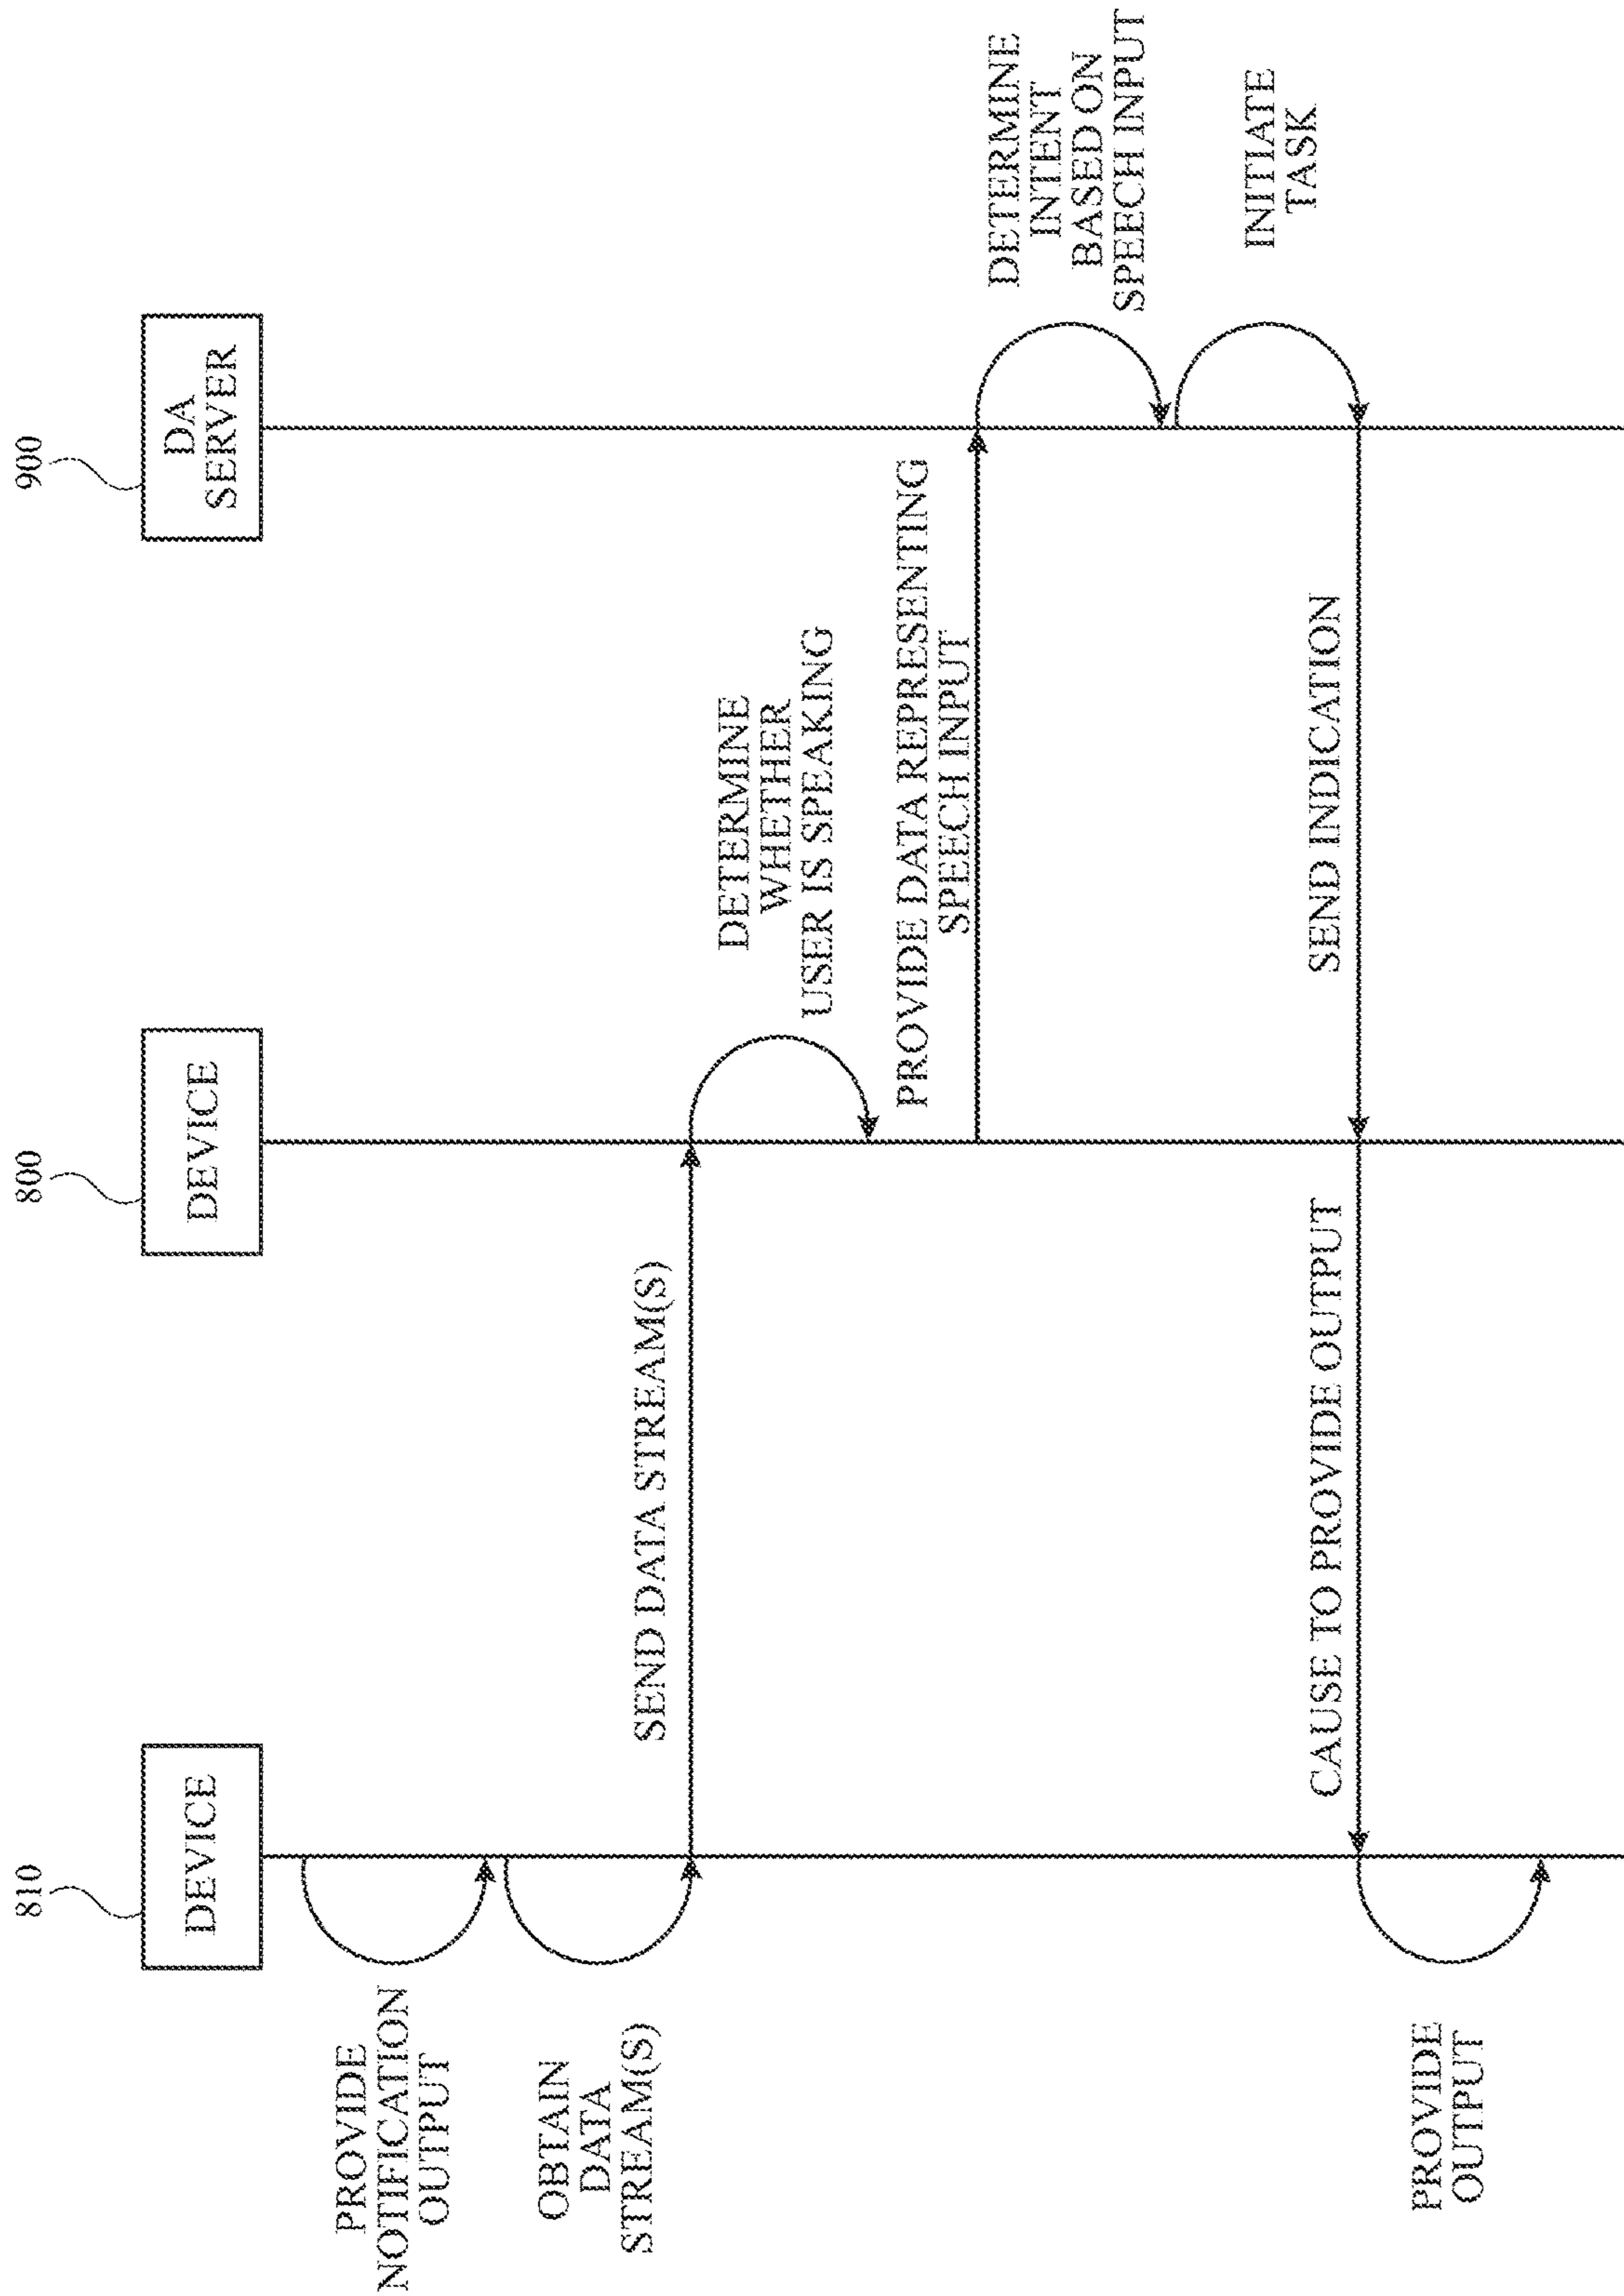 810
DEVICE
800
DEVICE
900
DA
SERVER
PROVIDE
NOTIFICATION
OUTPUT
OBTAIN
DATA
STREAM(S)
SEND DATA STREAM(S)
DETERMINE
WHETHER
USER IS SPEAKING
PROVIDE DATA REPRESENTING
SPEECH INPUT
DETERMINE
INTENT
BASED ON
SPEECH INPUT
INITIATE
TASK
SEND INDICATION
CAUSE TO PROVIDE OUTPUT
PROVIDE
OUTPUT